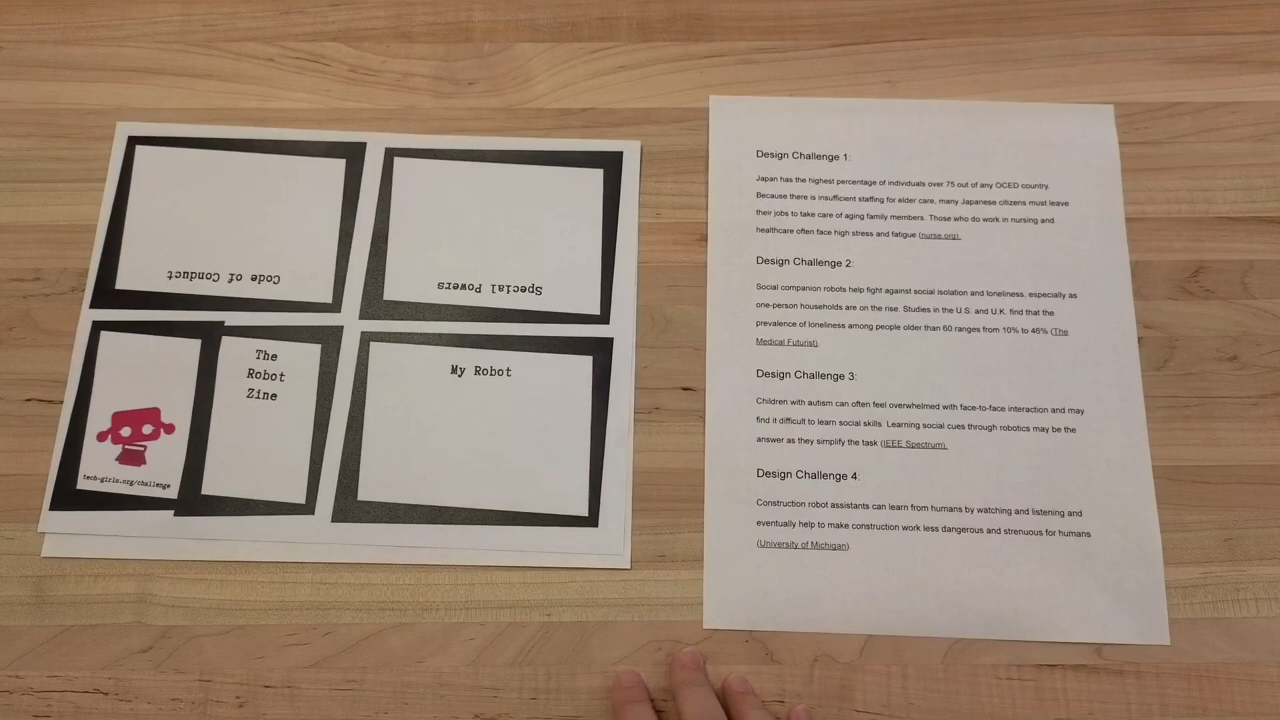 Code of Conduct
Special Powers
The
Robot
Zine
tech-girls.org/challenge
My Robot
Design Challenge 1:
Japan has the highest percentage of individuals over 75 out of any OCED country.
Because there is insufficient staffing for elder care, many Japanese citizens must leave
their jobs to take care of aging family members. Those who do work in nursing and
healthcare often face high stress and fatigue (nurse.org).
Design Challenge 2:
Social companion robots help fight against social isolation and loneliness, especially as
one-person households are on the rise. Studies in the U.S. and U.K. find that the
prevalence of loneliness among people older than 60 ranges from 10% to 46% (The
Medical Futurist).
Design Challenge 3:
Children with autism can often feel overwhelmed with face-to-face interaction and may
find it difficult to learn social skills. Learning social cues through robotics may be the
answer as they simplify the task (IEEE Spectrum).
Design Challenge 4:
Construction robot assistants can learn from humans by watching and listening and
eventually help to make construction work less dangerous and strenuous for humans
(University of Michigan).